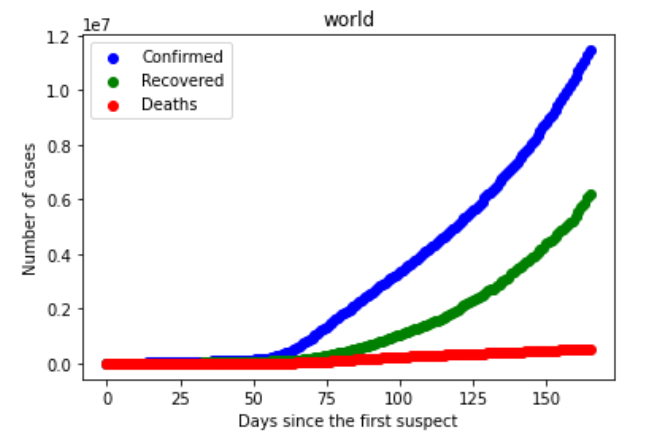 world
1e7
Confirmed
Recovered
Deaths
1.2
1.0
0.8
0.6
0.4
0.2
0.0
Number of cases
0 25 50 75 100 125 150
Days since the first suspect